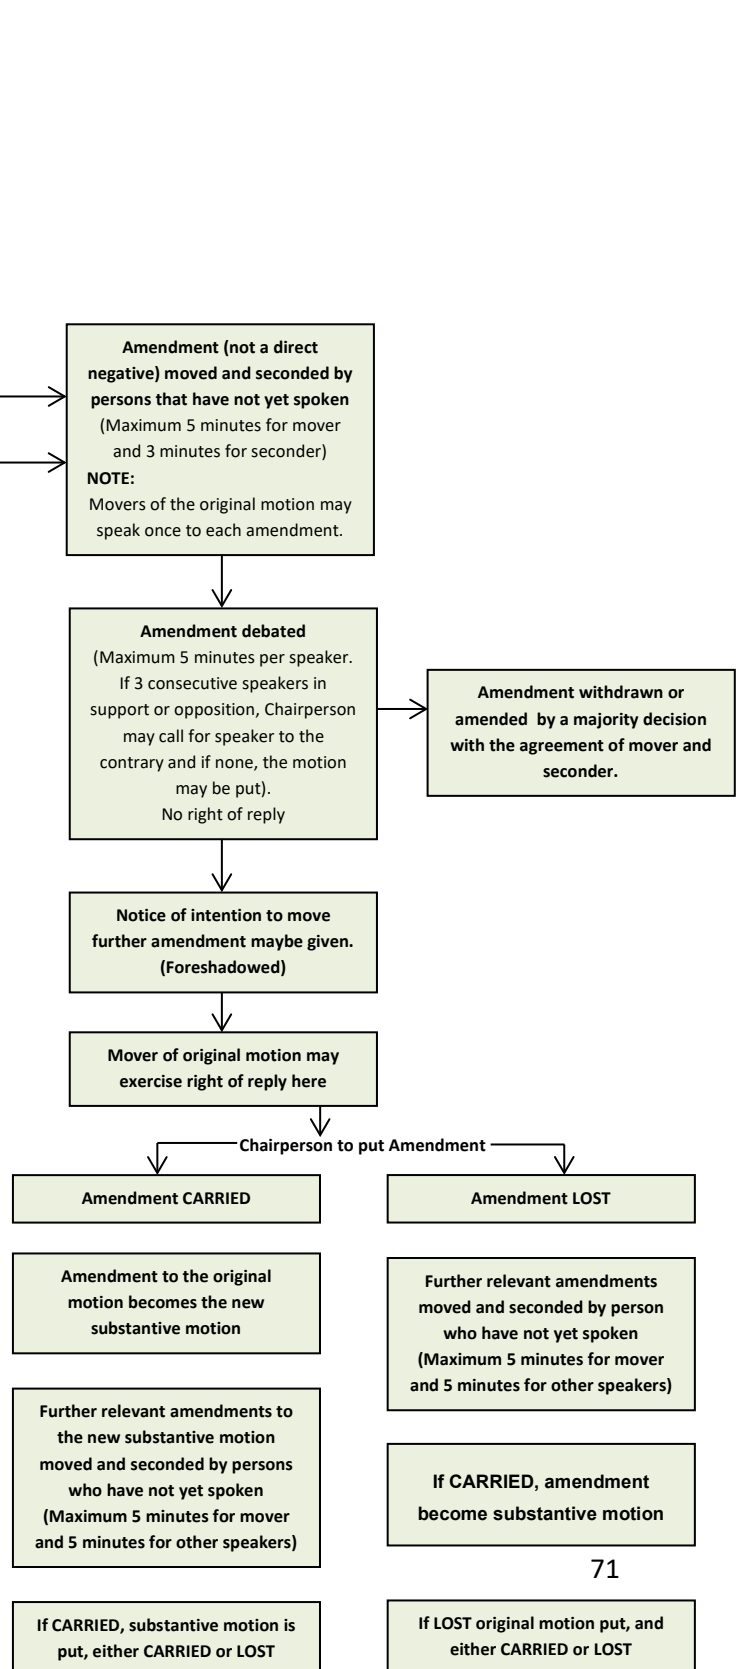 Amendment (not a direct
negative) moved and seconded by
persons that have not yet spoken
(Maximum 5 minutes for mover
and 3 minutes for seconder)
NOTE:
Movers of the original motion may
speak once to each amendment.
Amendment debated
(Maximum 5 minutes per speaker.
If 3 consecutive speakers in
support or opposition, Chairperson
may call for speaker to the
contrary and if none, the motion
may be put).
No right of reply
Amendment withdrawn or
amended by a majority decision
with the agreement of mover and
seconder.
Notice of intention to move
further amendment maybe given.
(Foreshadowed)
Mover of original motion may
exercise right of reply here
Chairperson to put Amendment
Amendment CARRIED
Amendment to the original
motion becomes the new
substantive motion
Further relevant amendments to
the new substantive motion
moved and seconded by persons
who have not yet spoken
(Maximum 5 minutes for mover
and 5 minutes for other speakers)
If CARRIED, substantive motion is
put, either CARRIED or LOST
Amendment LOST
Further relevant amendments
moved and seconded by person
who have not yet spoken
(Maximum 5 minutes for mover
and 5 minutes for other speakers)
If CARRIED, amendment
become substantive motion
71
If LOST original motion put, and
either CARRIED or LOST